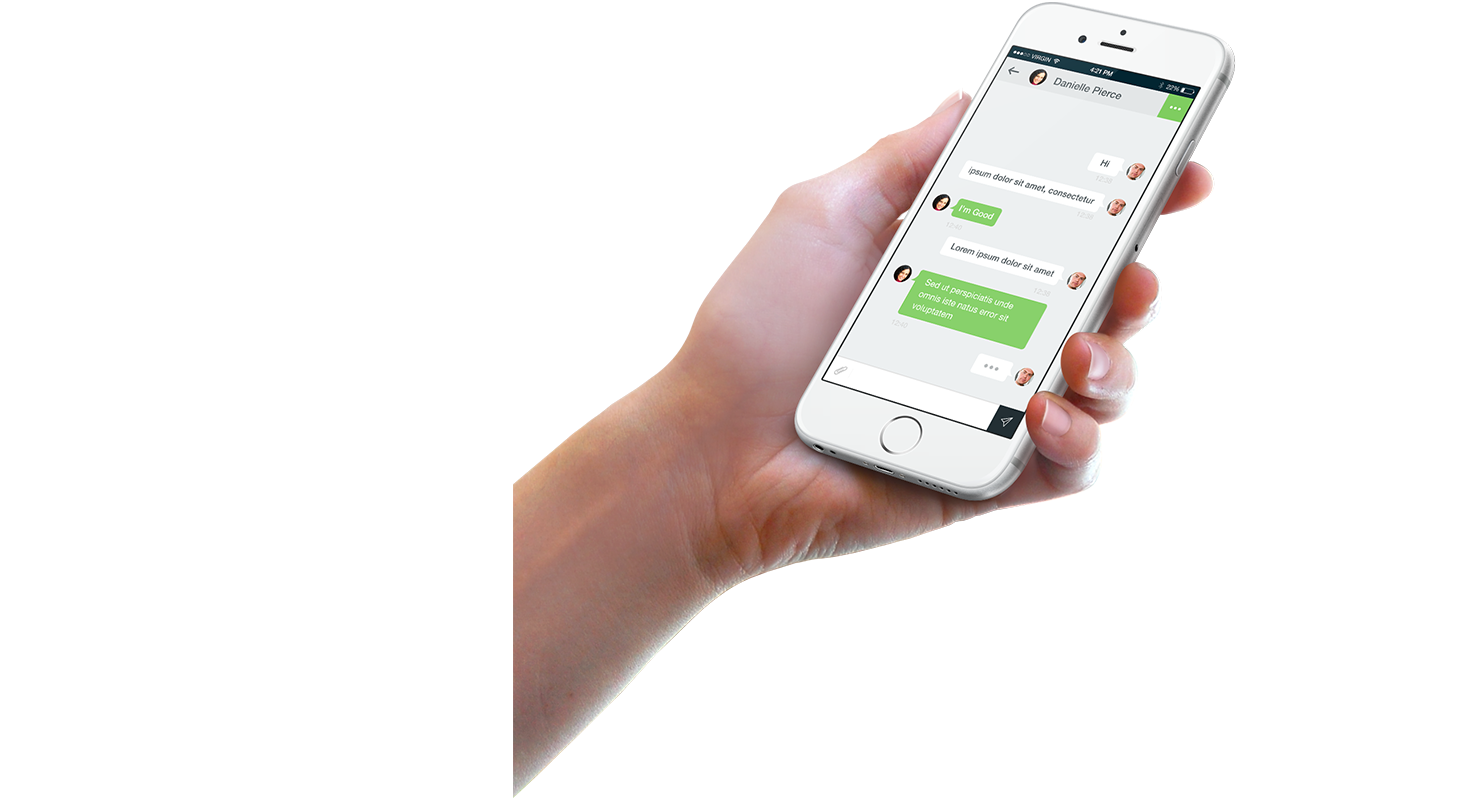 VIRGIN
4:21 PM
22%
Danielle Pierce
Hi
12:39
ipsum dolor sit amet, consectetur
12:39
I'm Good
12:40
Lorem ipsum dolor sit amet
12:39
Sed ut perspiciatis unde
omnis iste natus error sit
voluptatem
12:40